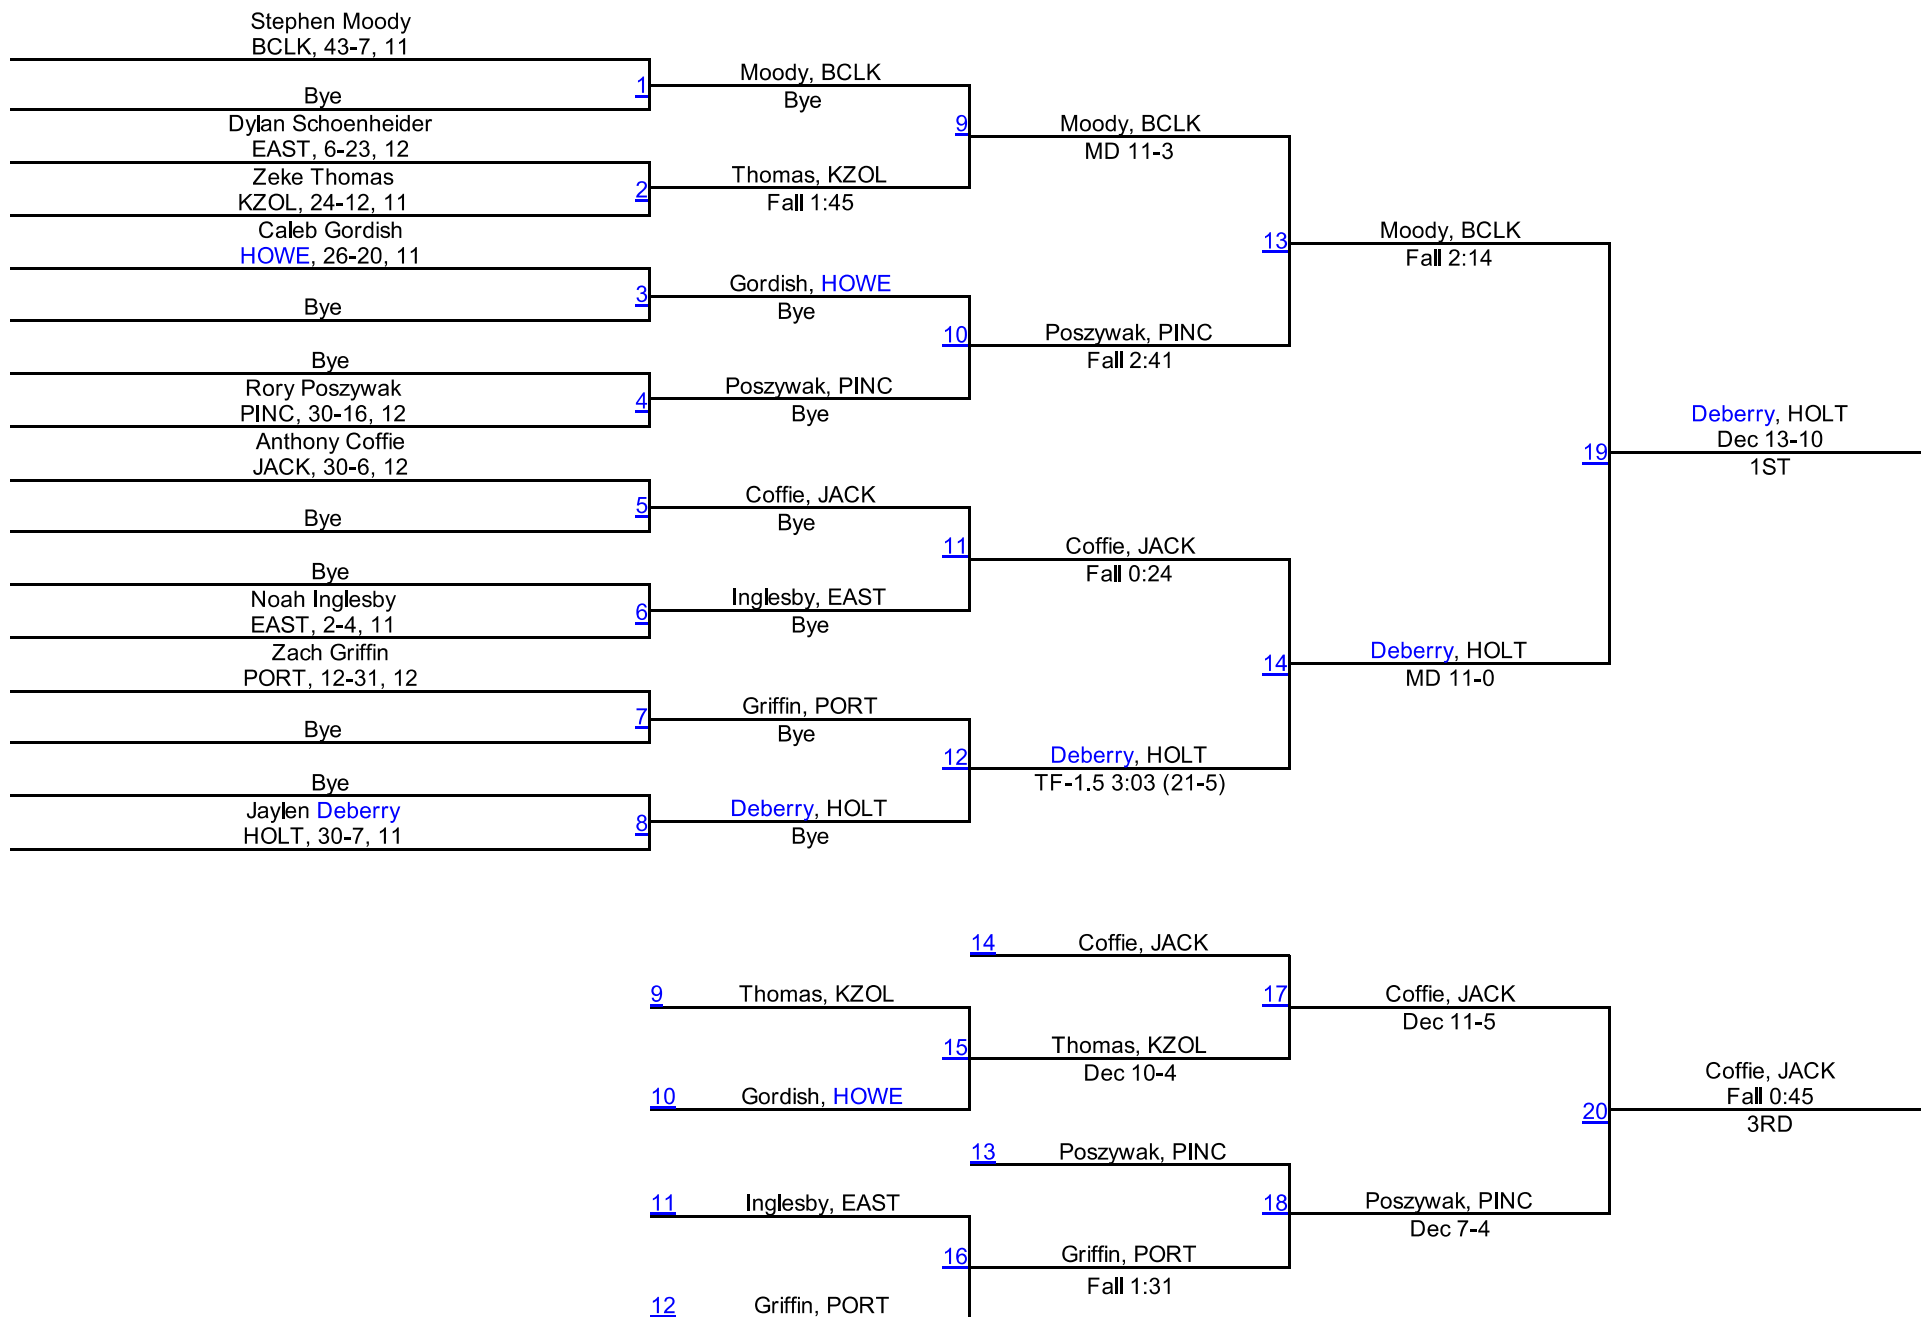 Stephen Moody
BCLK, 43-7, 11
Bye
1
Dylan Schoenheider
EAST, 6-23, 12
Zeke Thomas
KZOL, 24-12, 11
2
Caleb Gordish
HOWE, 26-20, 11
Bye
3
Bye
Rory Poszywak
PINC, 30-16, 12
4
Anthony Coffie
JACK, 30-6, 12
Bye
5
Bye
Noah Inglesby
EAST, 2-4, 11
6
Zach Griffin
PORT, 12-31, 12
Bye
7
Bye
Jaylen Deberry
HOLT, 30-7, 11
8
Moody, BCLK
Bye
9
Thomas, KZOL
Fall 1:45
Gordish, HOWE
Bye
10
Poszywak, PINC
Bye
Coffie, JACK
Bye
11
Inglesby, EAST
Bye
Griffin, PORT
Bye
12
Deberry, HOLT
Bye
Moody, BCLK
MD 11-3
13
Poszywak, PINC
Fall 2:41
Coffie, JACK
Fall 0:24
14
Deberry, HOLT
TF-1.5 3:03 (21-5)
Moody, BCLK
Fall 2:14
19
Deberry, HOLT
MD 11-0
Deberry, HOLT
Dec 13-10
1ST
14 Coffie, JACK
9 Thomas, KZOL
17
Coffie, JACK
Dec 11-5
15
Thomas, KZOL
Dec 10-4
10 Gordish, HOWE
20
Coffie, JACK
Fall 0:45
3RD
13 Poszywak, PINC
11 Inglesby, EAST
18
Poszywak, PINC
Dec 7-4
16
Griffin, PORT
Fall 1:31
12 Griffin, PORT